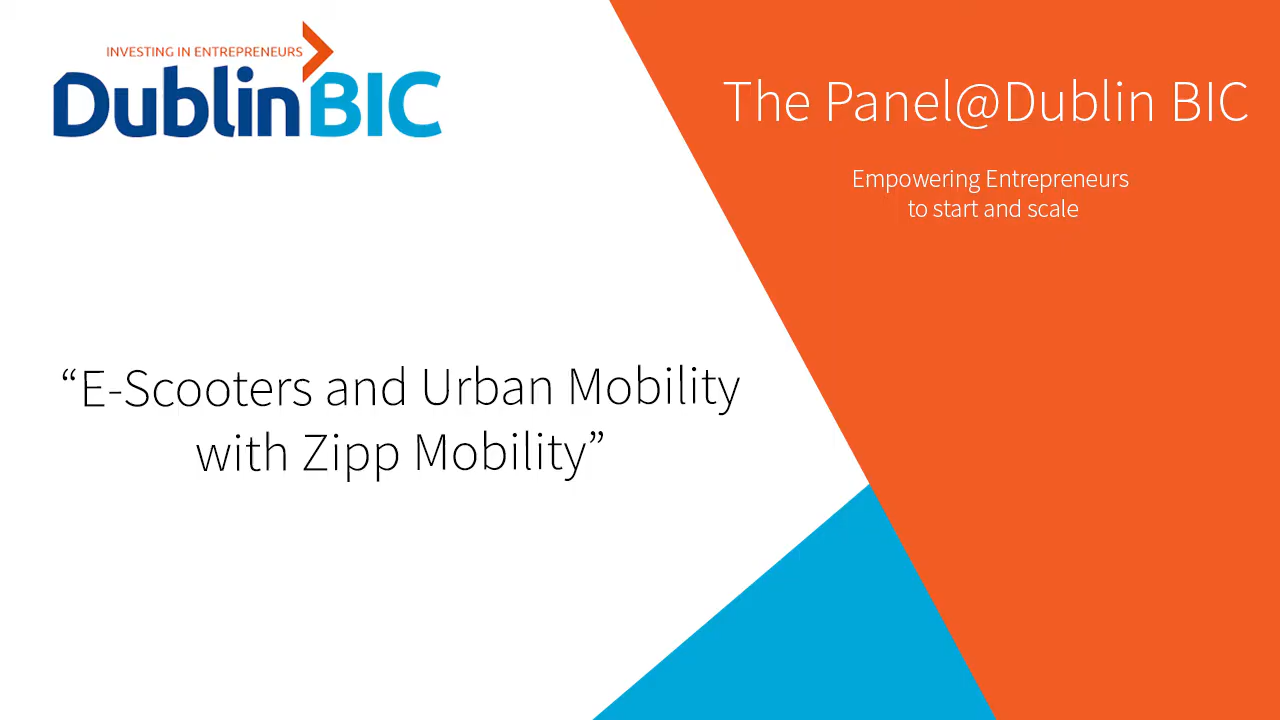 INVESTING IN ENTREPRENEURS
DublinBIC
The Panel@Dublin BIC
Empowering Entrepreneurs
to start and scale
“E-Scooters and Urban Mobility
with Zipp Mobility”